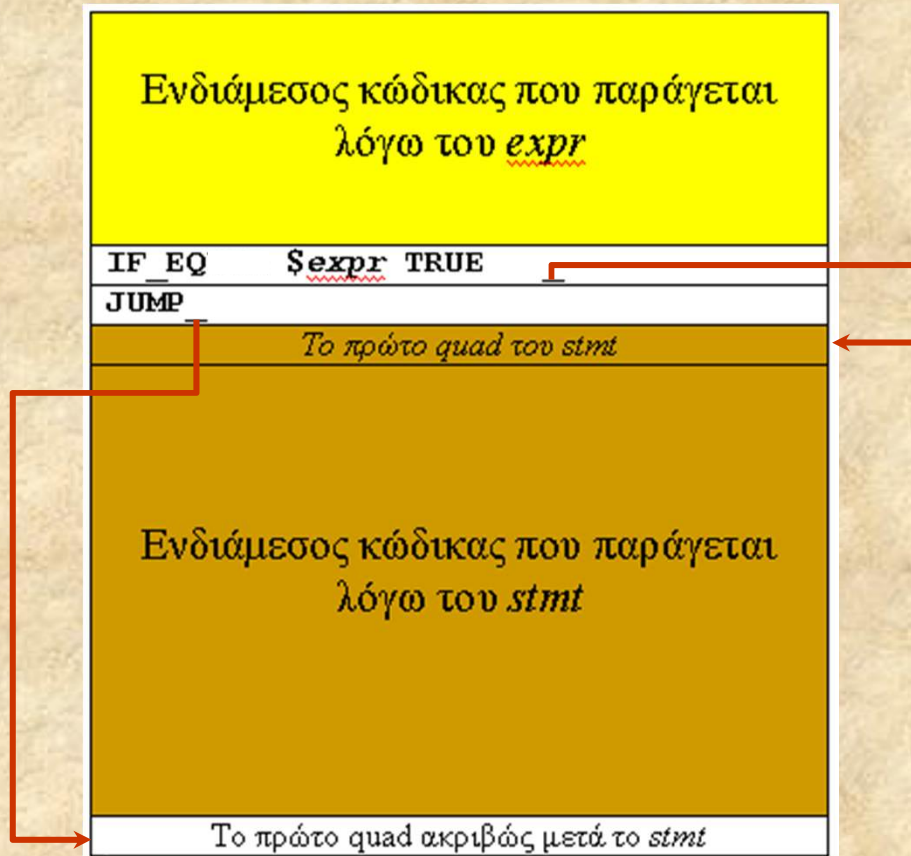 Ενδιάμεσος κώδικας που παράγεται
λόγω του expr
IF_EQ $expr TRUE _
JUMP_
Το πρώτο quad του stmt
Ενδιάμεσος κώδικας που παράγεται
λόγω του stmt
Το πρώτο quad ακριβώς μετά το stmt